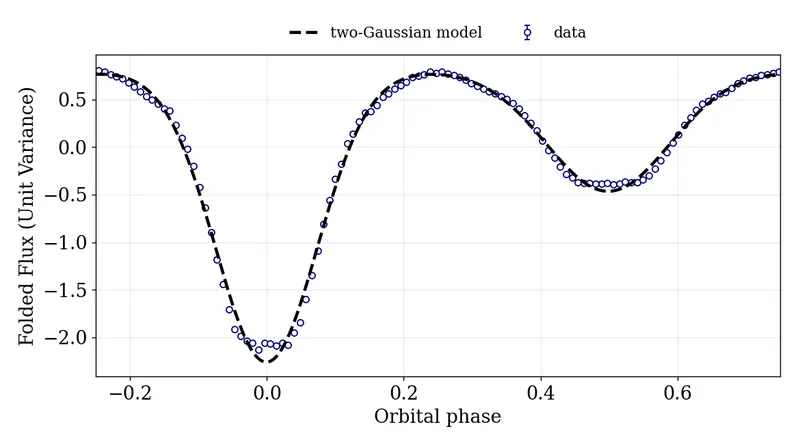 two-Gaussian model
data
Folded Flux (Unit Variance)
0.5
0.0
−0.5
−1.0
−1.5
−2.0
−0.2
0.0
0.2
0.4
0.6
Orbital phase